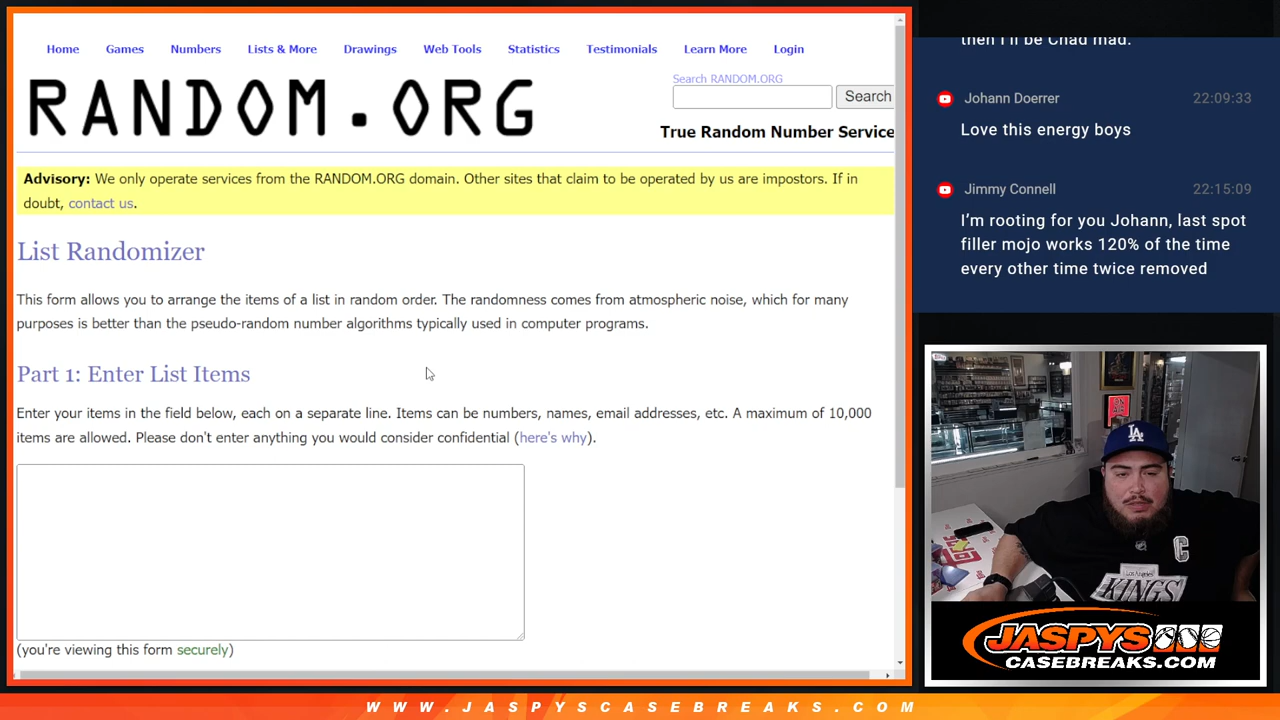 Home Games Numbers Lists & More Drawings Web Tools Statistics Testimonials Learn More Login
RANDOM.ORG
Search RANDOM.ORG
Search
True Random Number Service
Advisory: We only operate services from the RANDOM.ORG domain. Other sites that claim to be operated by us are impostors. If in
doubt, contact us.
List Randomizer
This form allows you to arrange the items of a list in random order. The randomness comes from atmospheric noise, which for many
purposes is better than the pseudo-random number algorithms typically used in computer programs.
Part 1: Enter List Items
Enter your items in the field below, each on a separate line. Items can be numbers, names, email addresses, etc. A maximum of 10,000
items are allowed. Please don't enter anything you would consider confidential (here's why).
(you're viewing this form securely)
then I'll be Chad mad.
Johann Doerrer 22:09:33
Love this energy boys
Jimmy Connell 22:15:09
I'm rooting for you Johann, last spot
filler mojo works 120% of the time
every other time twice removed
LA
C
Los Angeles
KINGS
JASPYS
CASEBREAKS.COM
WWW.JASPYSCASEBREAKS.COM